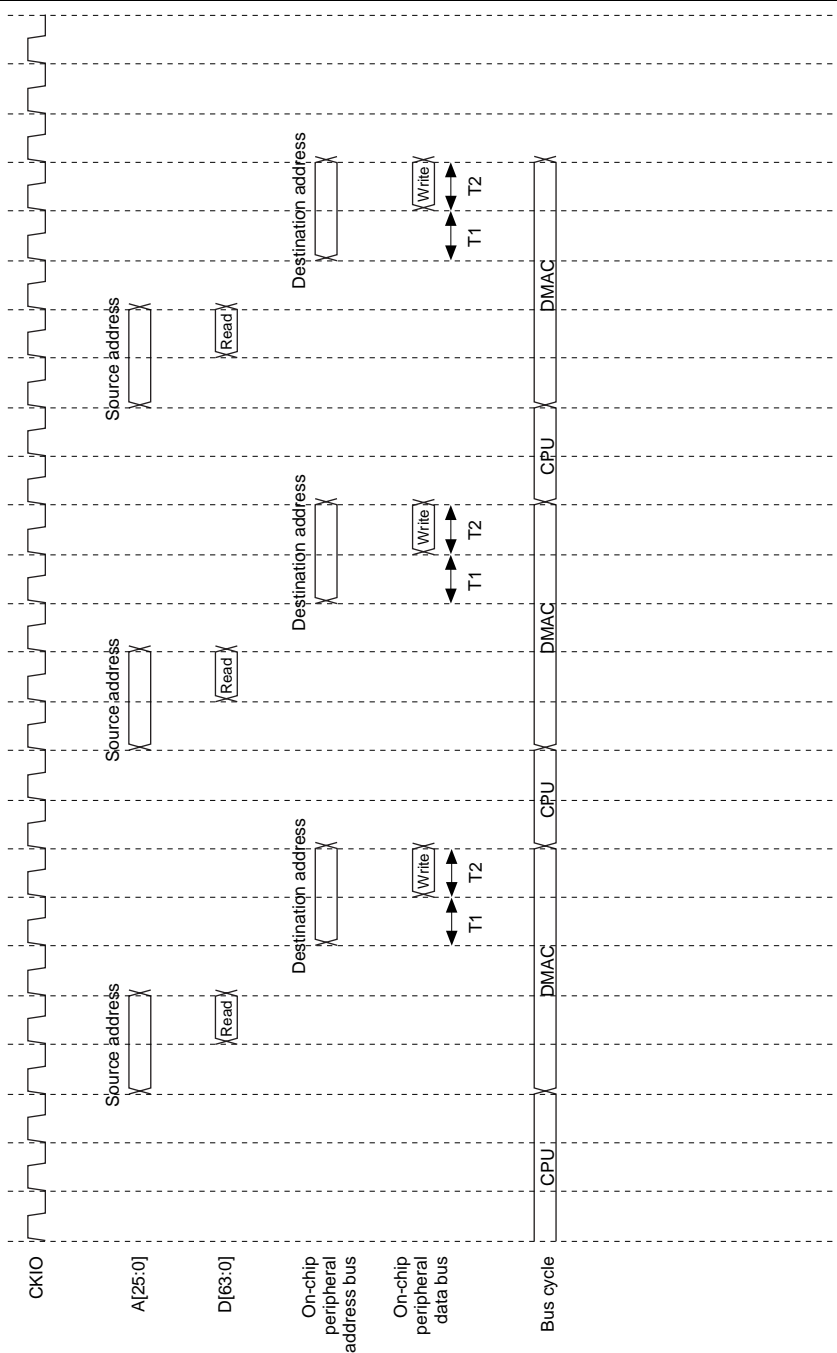 CKIO
A[25:0]
Source address
Source address
Source address
D[63:0]
Read
Read
Read
On-chip
peripheral
address bus
Destination address
Destination address
Destination address
On-chip
peripheral
data bus
Write
Write
Write
T1
T2
T1
T2
T1
T2
Bus cycle
CPU
DMAC
CPU
DMAC
CPU
DMAC